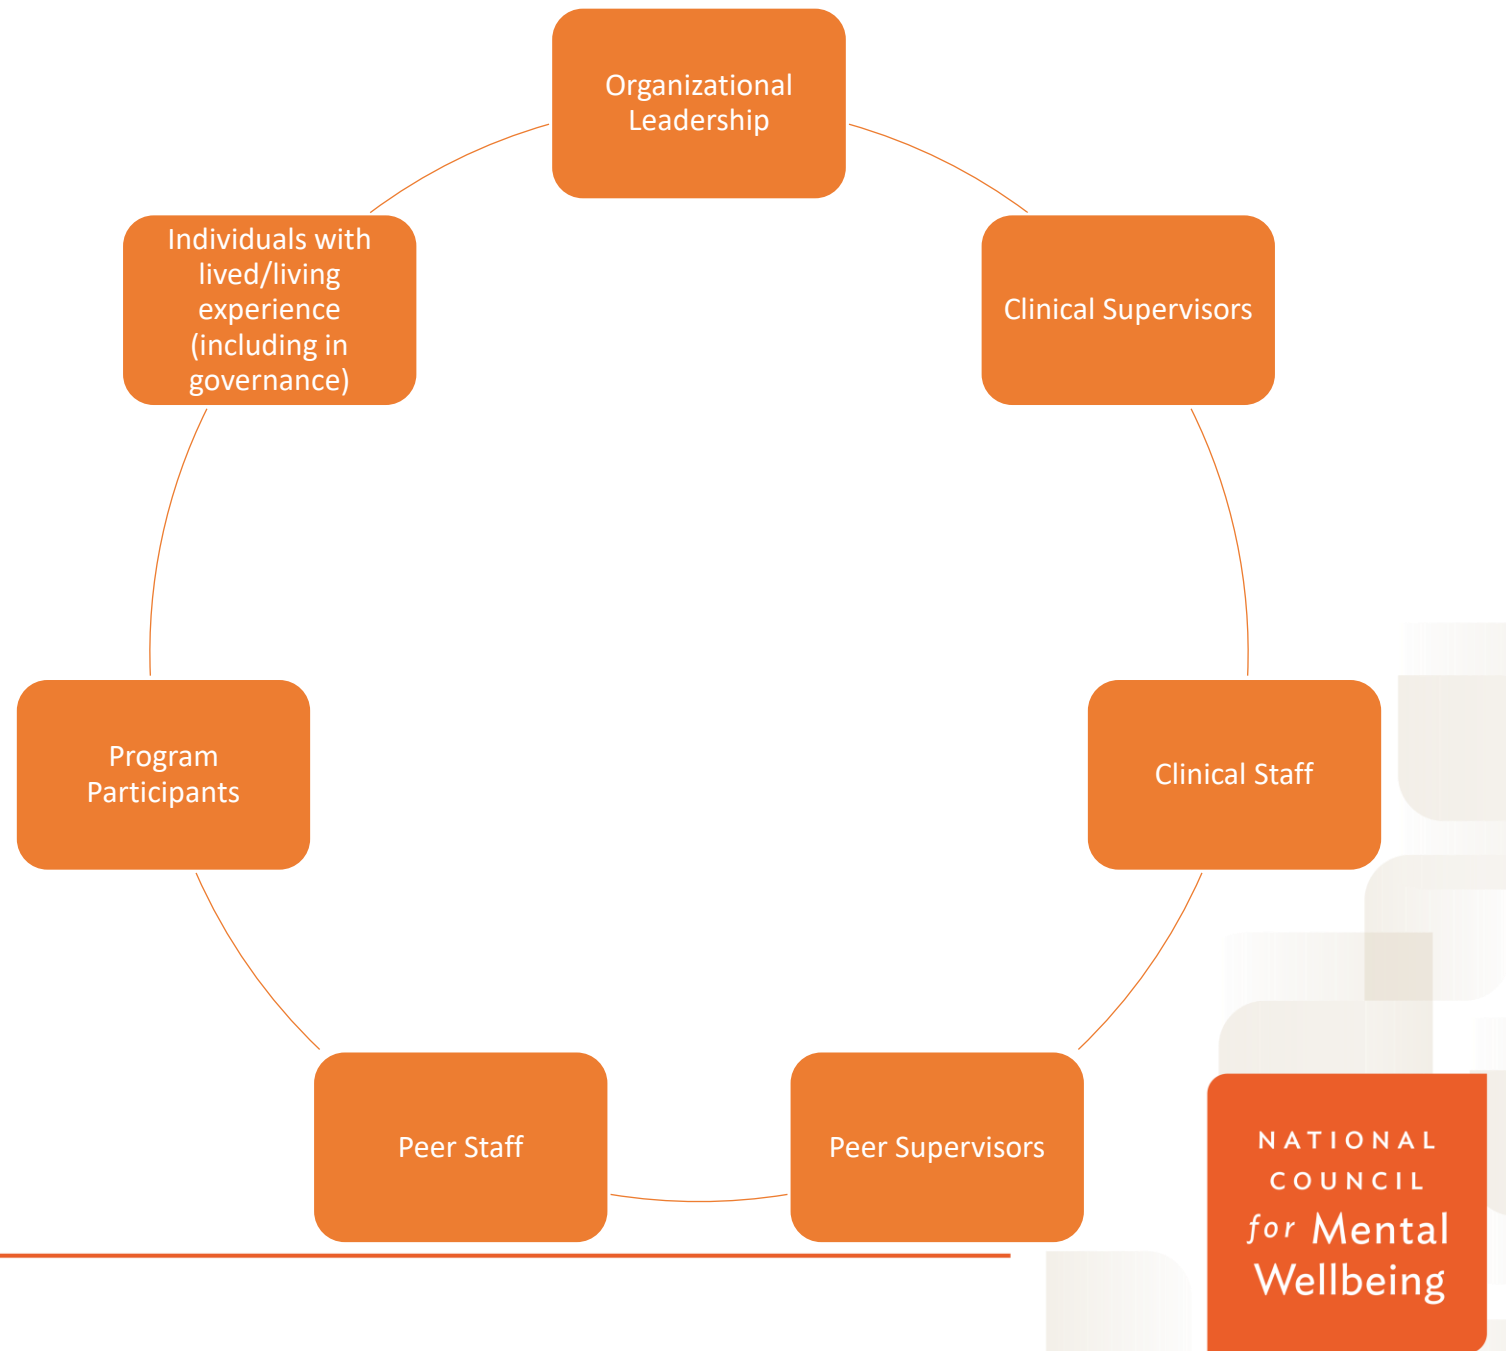 Organizational
Leadership
Clinical Supervisors
Clinical Staff
Peer Supervisors
Peer Staff
Program
Participants
Individuals with
lived/living
experience
(including in
governance)
NATIONAL
COUNCIL
for Mental
Wellbeing